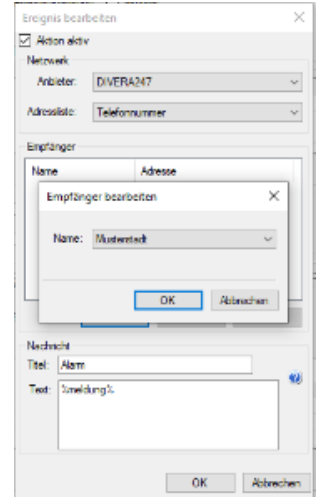 Ereignis bearbeiten
Aktion aktiv
Netzwerk
Anbieter: DIVERA247
Adressliste: Telefonnummer
Empfänger
Name Adresse
Empfänger bearbeiten
Name: Musterstadt
OK Abbrechen
Nachricht
Titel: Alarm
Text: %meldung%
OK Abbrechen